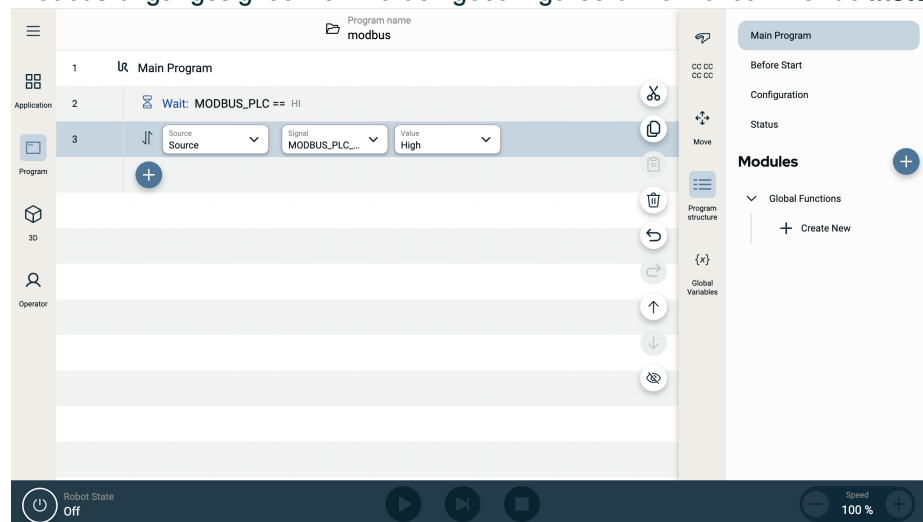 Program name
modbus
1 Main Program
Application
2 Wait: MODBUS_PLC == HI
3 Source Source Signal MODBUS_PLC_... Value High
Program
3D
Operator
CC CC
CC CC
Move
Program
structure
{x}
Global
Variables
Main Program
Before Start
Configuration
Status
Modules
Global Functions
Create New
Robot State
Off
Speed
100 %